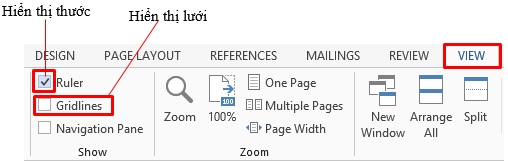 Hiển thị thước
Hiển thị lưới
DESIGN PAGE LAYOUT REFERENCES MAILINGS REVIEW VIEW
Ruler
Gridlines
Navigation Pane
Show
Zoom
100
100%
One Page
Multiple Pages
Page Width
Zoom
New Window
Arrange All
Split